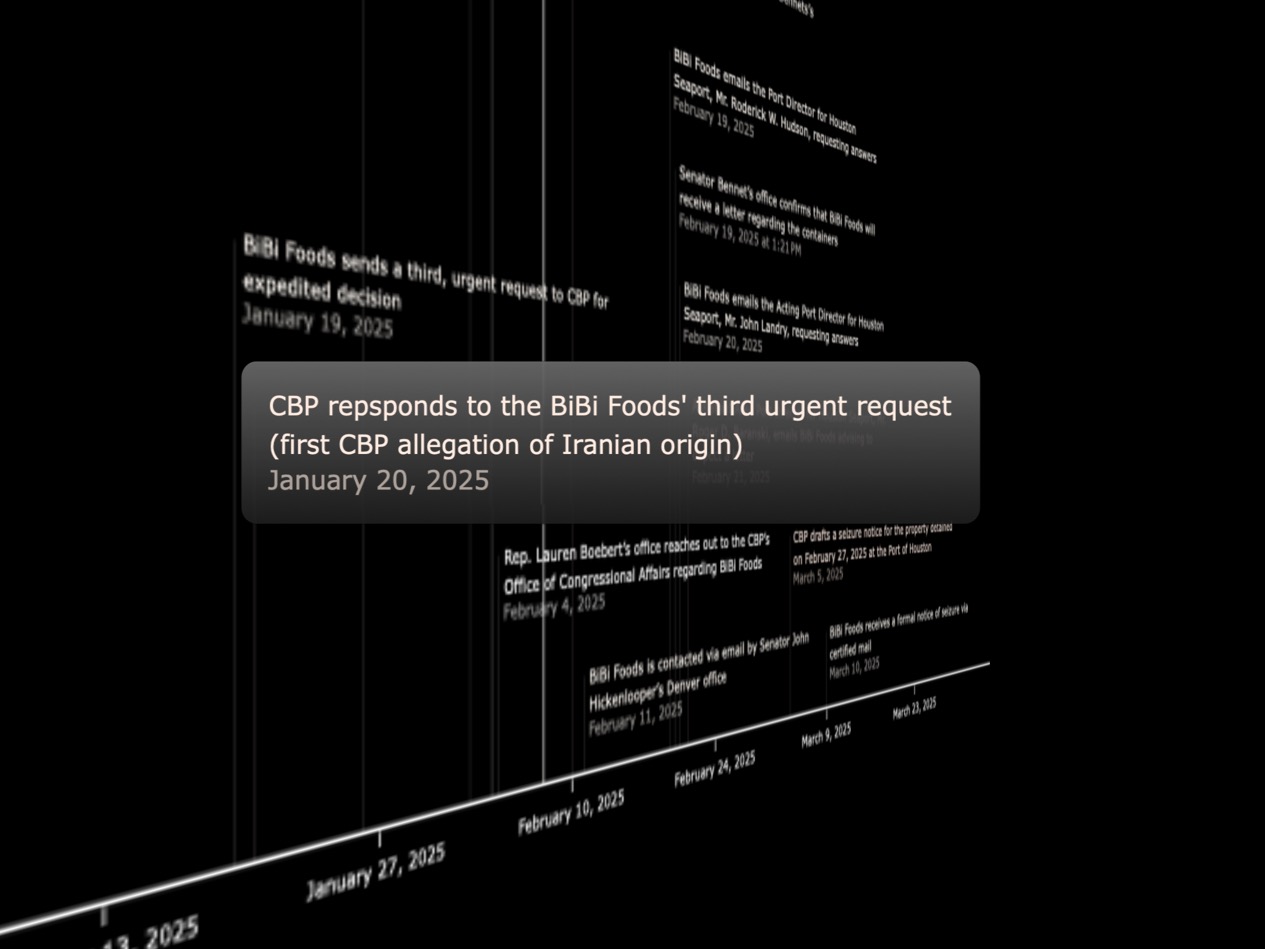 BiBi Foods emails the Port Director for Houston
Seaport, Mr. Roderick W. Hudson, requesting answers
February 19, 2025
Senator Bennet's office confirms that BiBi Foods will
receive a letter regarding the containers
February 19, 2025 at 1:21 PM
BiBi Foods sends a third, urgent request to CBP for
expedited decision
January 19, 2025
BiBi Foods emails the Acting Port Director for Houston
Seaport, Mr. John Landry, requesting answers
February 20, 2025
CBP repsponds to the BiBi Foods' third urgent request
(first CBP allegation of Iranian origin)
January 20, 2025
February 21, 2025
Rep. Lauren Boebert's office reaches out to the CBP's
Office of Congressional Affairs regarding BiBi Foods
February 4, 2025
CBP drafts a seizure notice for the property detained
on February 27, 2025 at the Port of Houston
March 5, 2025
BiBi Foods is contacted via email by Senator John
Hickenlooper's Denver office
February 11, 2025
BiBi Foods receives a formal notice of seizure via
certified mail
March 10, 2025
13, 2025
January 27, 2025
February 10, 2025
February 24, 2025
March 9, 2025
March 23, 2025